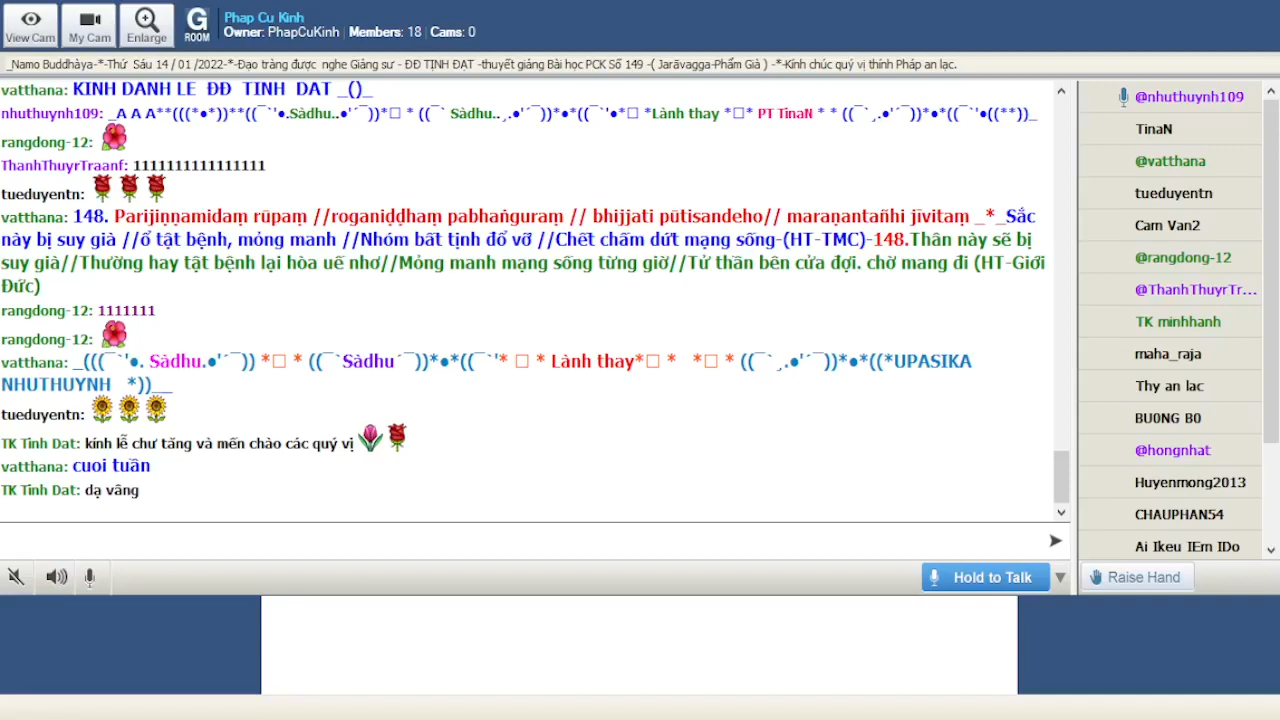 View Cam
My Cam
Enlarge
G
ROOM
Phap Cu Kinh
Owner: PhapCuKinh | Members: 18 | Cams: 0
_Namo Buddhàya-*-Thứ Sáu 14 / 01 /2022-*-Đạo tràng được nghe Giảng sư - ĐĐ TỊNH ĐẠT -thuyết giảng Bài học PCK Số 149 -( Jarāvagga-Phẩm Già ) -*-Kính chúc quý vị thính Pháp an lạc.
vatthana: KINH DANH LE ĐĐ TINH DAT _()_
nhuthuynh109: _A A A**(((*●*))**((¯`'●.Sàdhu..●'´¯))*□ * ((¯` Sàdhu..¸.●'´¯))*●*((¯`'●*□ *Lành thay *□* PT TinaN * * ((¯`¸.●'´¯))*●*((¯`'●((**))_
rangdong-12:
ThanhThuyrTraanf: 1111111111111111
tueduyentn:
vatthana: 148. Parijiṇṇamidaṃ rūpaṃ //roganiḍḍhaṃ pabhaṅguraṃ // bhijjati pūtisandeho// maraṇantañhi jīvitaṃ _*_Sắc
này bị suy già //ổ tật bệnh, mỏng manh //Nhóm bất tịnh đổ vỡ //Chết chấm dứt mạng sống-(HT-TMC)-148.Thân này sẽ bị
suy già//Thường hay tật bệnh lại hòa uế nhơ//Mỏng manh mạng sống từng giờ//Tử thần bên cửa đợi. chờ mang đi (HT-Giới
Đức)
rangdong-12: 1111111
rangdong-12:
vatthana: _(((¯`'●. Sàdhu.●'´¯)) *□ * ((¯`Sàdhu´¯))*●*((¯`'* □ * Lành thay*□ * *□ * ((¯`¸.●'´¯))*●*((*UPASIKA
NHUTHUYNH *))__
tueduyentn:
TK Tinh Dat: kính lễ chư tăng và mến chào các quý vị
vatthana: cuoi tuần
TK Tinh Dat: dạ vâng
Hold to Talk
@nhuthuynh109
TinaN
@vatthana
tueduyentn
Cam Van2
@rangdong-12
@ThanhThuyrTr...
TK minhhanh
maha_raja
Thy an lac
BU0NG B0
@hongnhat
Huyenmong2013
CHAUPHAN54
Ai lkeu IEm IDo
Raise Hand